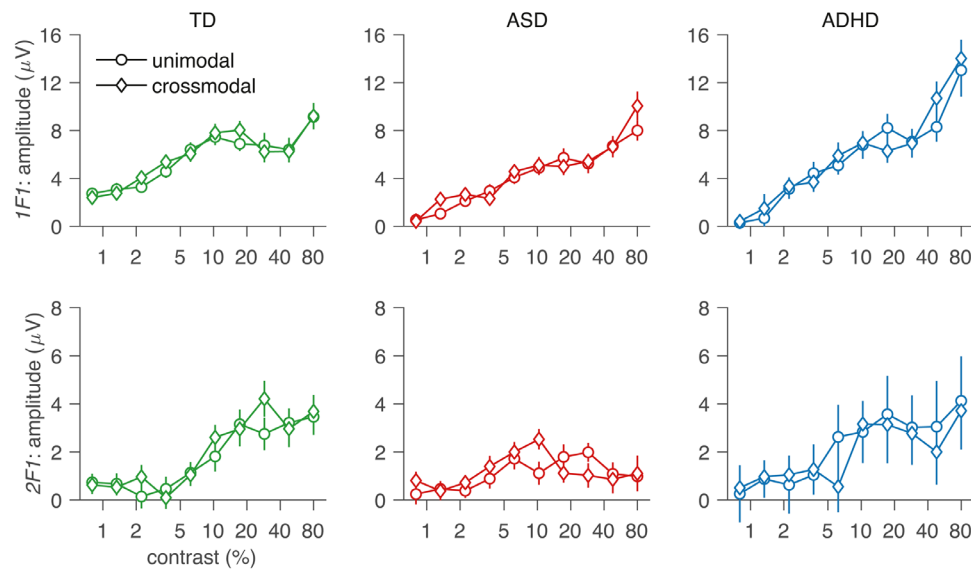 TD ASD ADHD
1F1: amplitude (μV)
16 16 16
12 12 12
8 8 8
4 4 4
0 0 0
unimodal
crossmodal
1 2 5 10 20 40 80 1 2 5 10 20 40 80 1 2 5 10 20 40 80
2F1: amplitude (μV)
8 8 8
6 6 6
4 4 4
2 2 2
0 0 0
1 2 5 10 20 40 80 1 2 5 10 20 40 80 1 2 5 10 20 40 80
contrast (%)